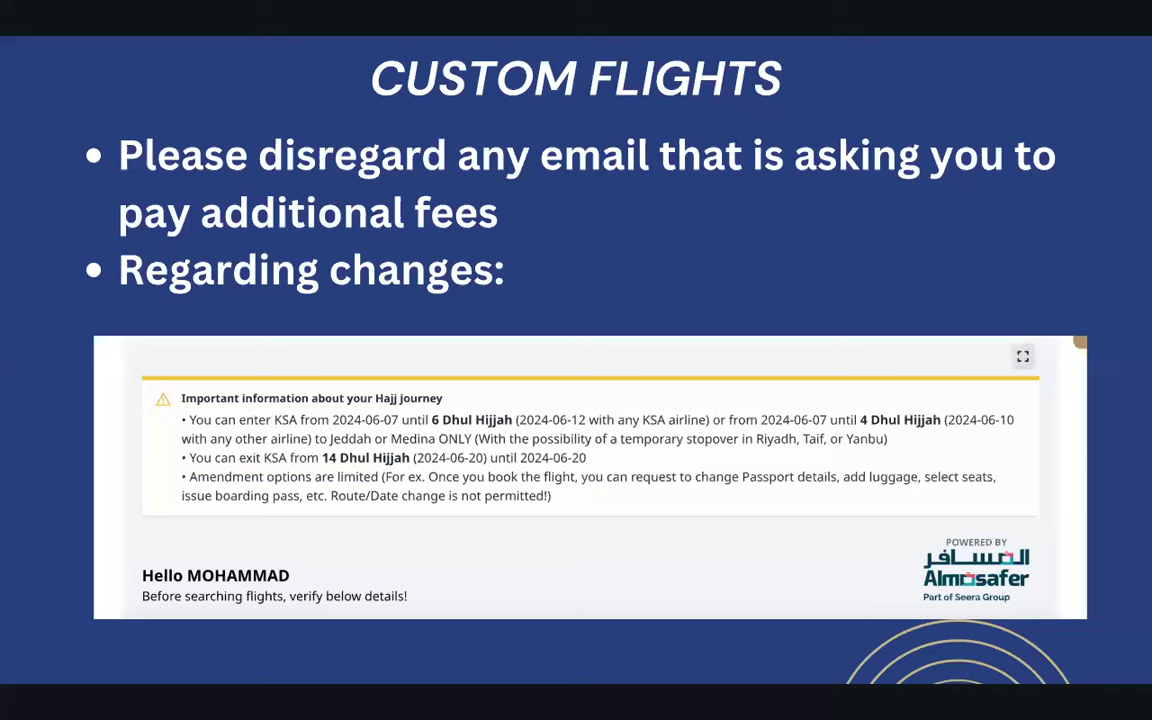 CUSTOM FLIGHTS
• Please disregard any email that is asking you to
pay additional fees
• Regarding changes:
Important information about your Hajj journey
• You can enter KSA from 2024-06-07 until 6 Dhul Hijjah (2024-06-12 with any KSA airline) or from 2024-06-07 until 4 Dhul Hijjah (2024-06-10
with any other airline) to Jeddah or Medina ONLY (With the possibility of a temporary stopover in Riyadh, Taif, or Yanbu)
• You can exit KSA from 14 Dhul Hijjah (2024-06-20) until 2024-06-20
• Amendment options are limited (For ex. Once you book the flight, you can request to change Passport details, add luggage, select seats,
issue boarding pass, etc. Route/Date change is not permitted!)
POWERED BY
المسافر
Almosafer
Part of Seera Group
Hello MOHAMMAD
Before searching flights, verify below details!